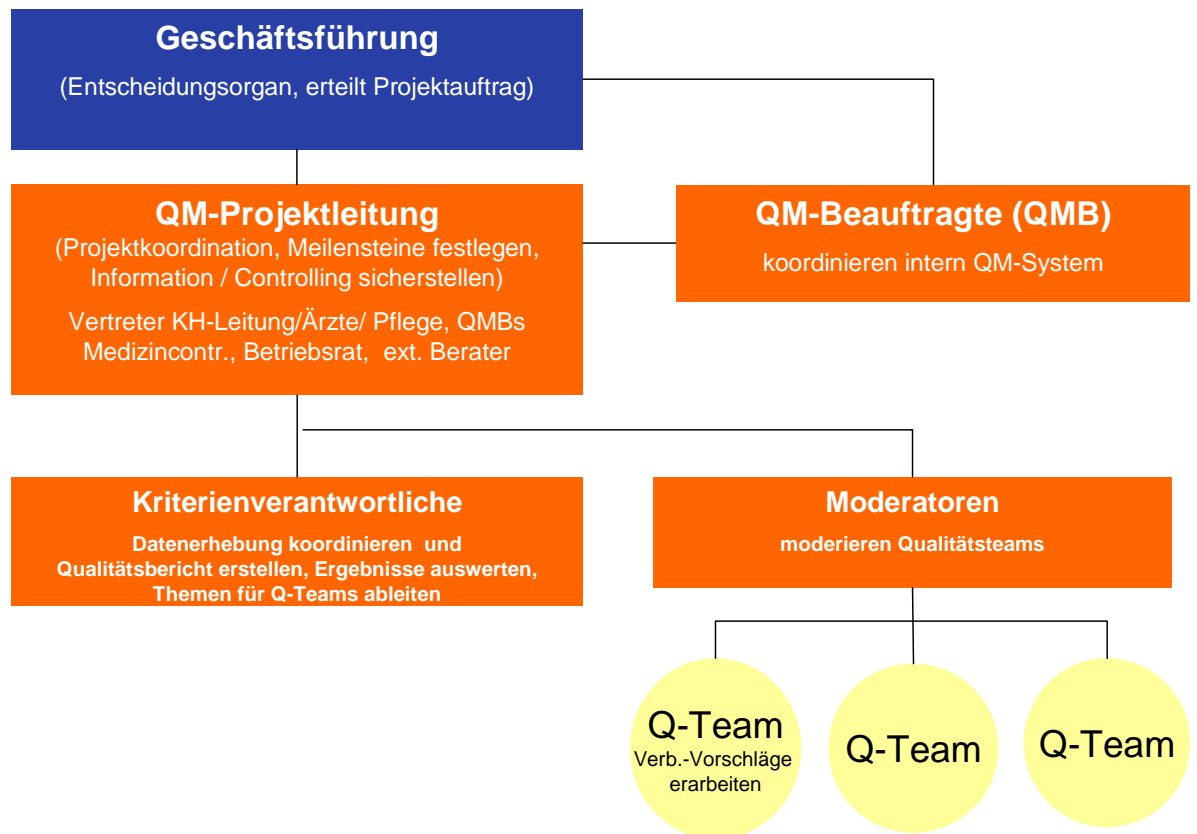 Geschäftsführung
(Entscheidungsorgan, erteilt Projektauftrag)
QM-Projektleitung
(Projektkoordination, Meilensteine festlegen,
Information / Controlling sicherstellen)
Vertreter KH-Leitung/Ärzte/ Pflege, QMBs
Medizincontr., Betriebsrat, ext. Berater
QM-Beauftragte (QMB)
koordinieren intern QM-System
Kriterienverantwortliche
Datenerhebung koordinieren und
Qualitätsbericht erstellen, Ergebnisse auswerten,
Themen für Q-Teams ableiten
Moderatoren
moderieren Qualitätsteams
Q-Team
Verb.-Vorschläge
erarbeiten
Q-Team
Q-Team